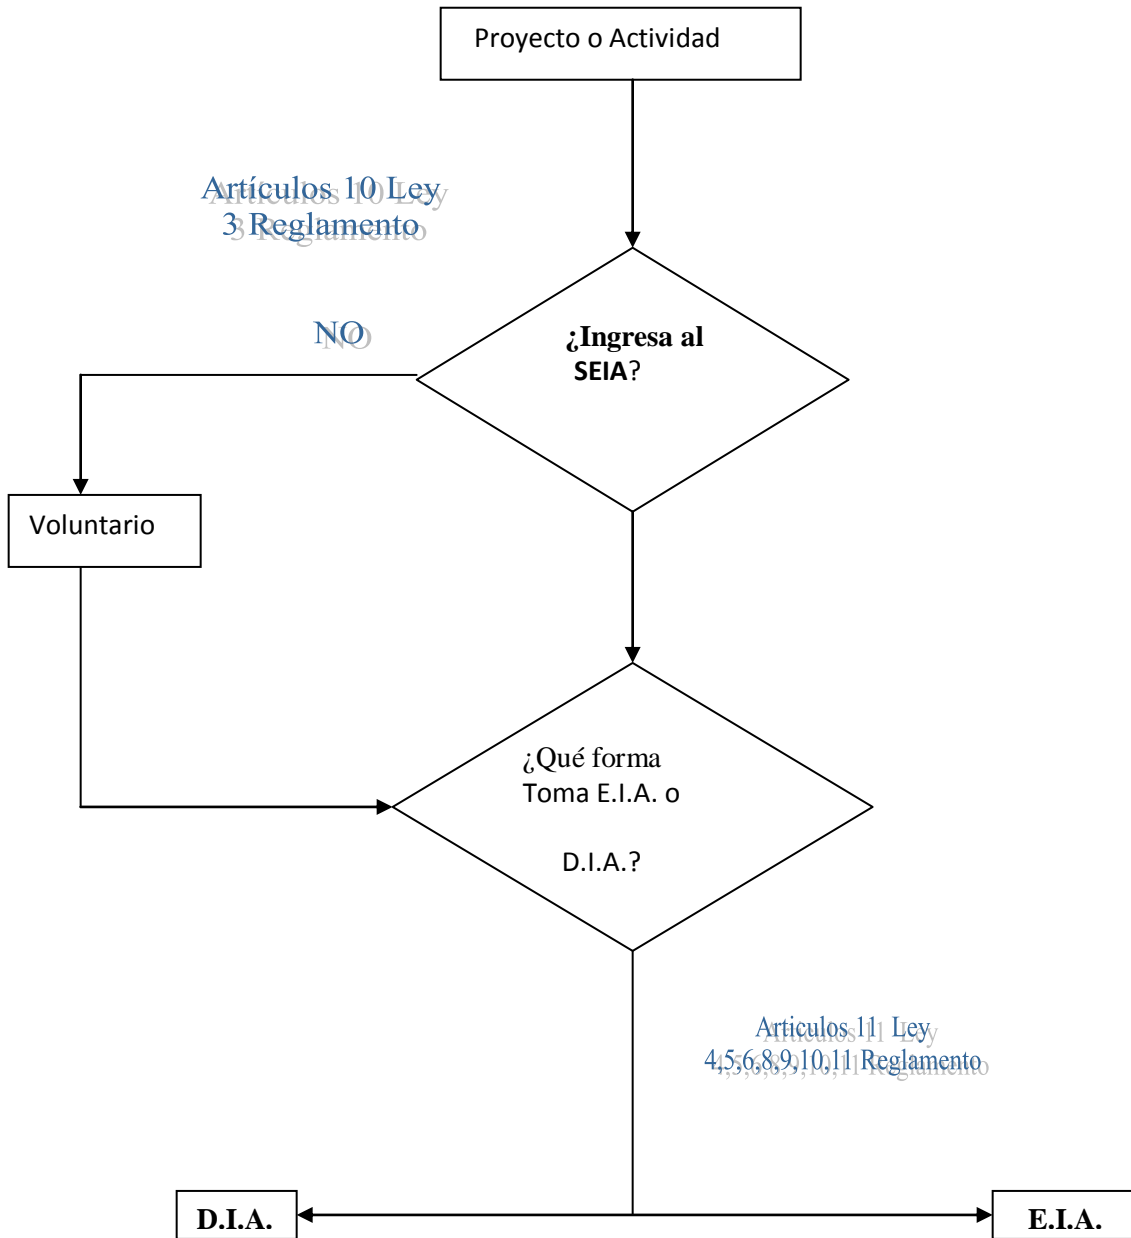 Proyecto o Actividad
Artículos 10 Ley
3 Reglamento
NO
¿Ingresa al
SEIA?
Voluntario
¿Qué forma
Toma E.I.A. o
D.I.A.?
Articulos 11 Ley
4,5,6,8,9,10,11 Reglamento
D.I.A.
E.I.A.